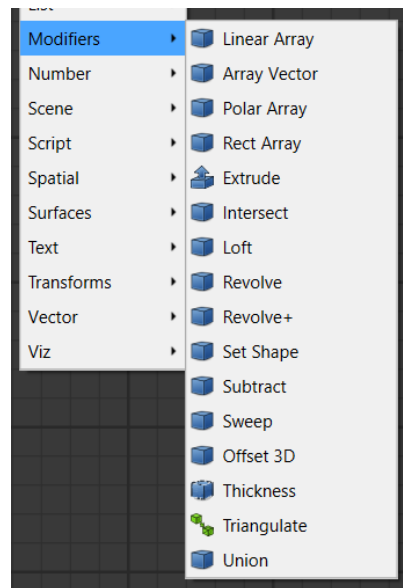 List
Modifiers
Number
Scene
Script
Spatial
Surfaces
Text
Transforms
Vector
Viz
Linear Array
Array Vector
Polar Array
Rect Array
Extrude
Intersect
Loft
Revolve
Revolve+
Set Shape
Subtract
Sweep
Offset 3D
Thickness
Triangulate
Union